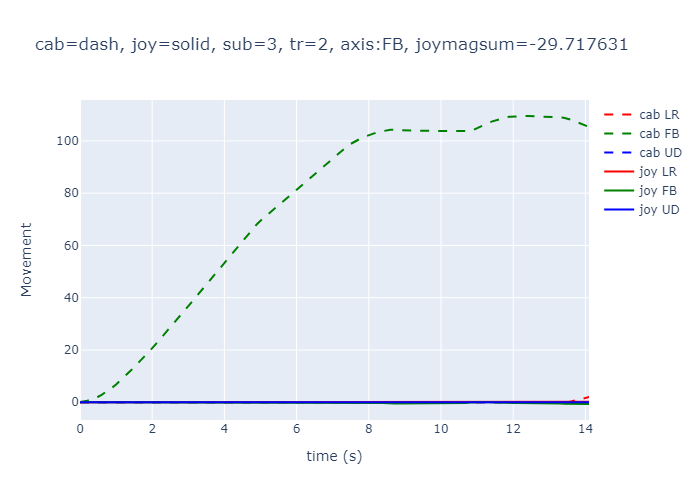 cab=dash, joy=solid, sub=3, tr=2, axis:FB, joymagsum=-29.717631
Movement
100
80
60
40
20
0
0 2 4 6 8 10 12 14
time (s)
cab LR
cab FB
cab UD
joy LR
joy FB
joy UD